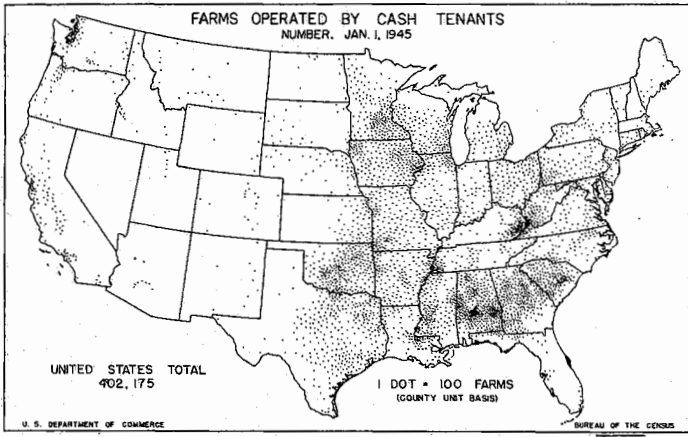 FARMS OPERATED BY CASH TENANTS
NUMBER, JAN. 1, 1945
UNITED STATES TOTAL
402, 175
1 DOT = 100 FARMS
(COUNTY UNIT BASIS)
U. S. DEPARTMENT OF COMMERCE
BUREAU OF THE CENSUS